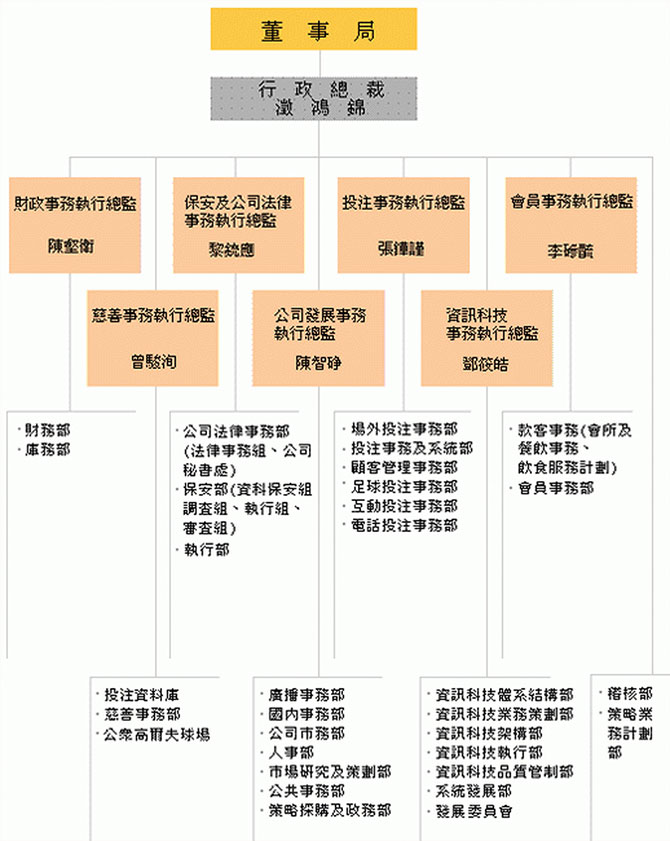 董事局
行政總裁
鴻錦
財政事務執行總監
陳壑衛
保安及公司法律
事務執行總監
黎銃應
投注事務執行總監
張鏵謹
會員事務執行總監
李
慈善事務執行總監
曾駿洵
公司發展事務
執行總監
陳智琤
資訊科技
事務執行總監
鄧筱皓
·財務部
·庫務部
·公司法律事務部
(法律事務組、公司
秘書處)
·保安部(資料保安組
調查組、執行組、
審查組)
·執行部
·場外投注事務部
·投注事務及系統部
·顧客管理事務部
·足球投注事務部
·互動投注事務部
·電話投注事務部
·款客事務(會所及
餐飲事務、
飲食服務計劃)
·會員事務部
·投注資料庫
·慈善事務部
·公眾高爾夫球場
·廣播事務部
·國內事務部
·公司市務部
·人事部
·市場研究及策劃部
·公共事務部
·策略採購及政務部
·資訊科技體系結構部
·資訊科技業務策劃部
·資訊科技架構部
·資訊科技執行部
·資訊科技品質管制部
·系統發展部
·發展委員會
·稽核部
·策略業
務計劃
部